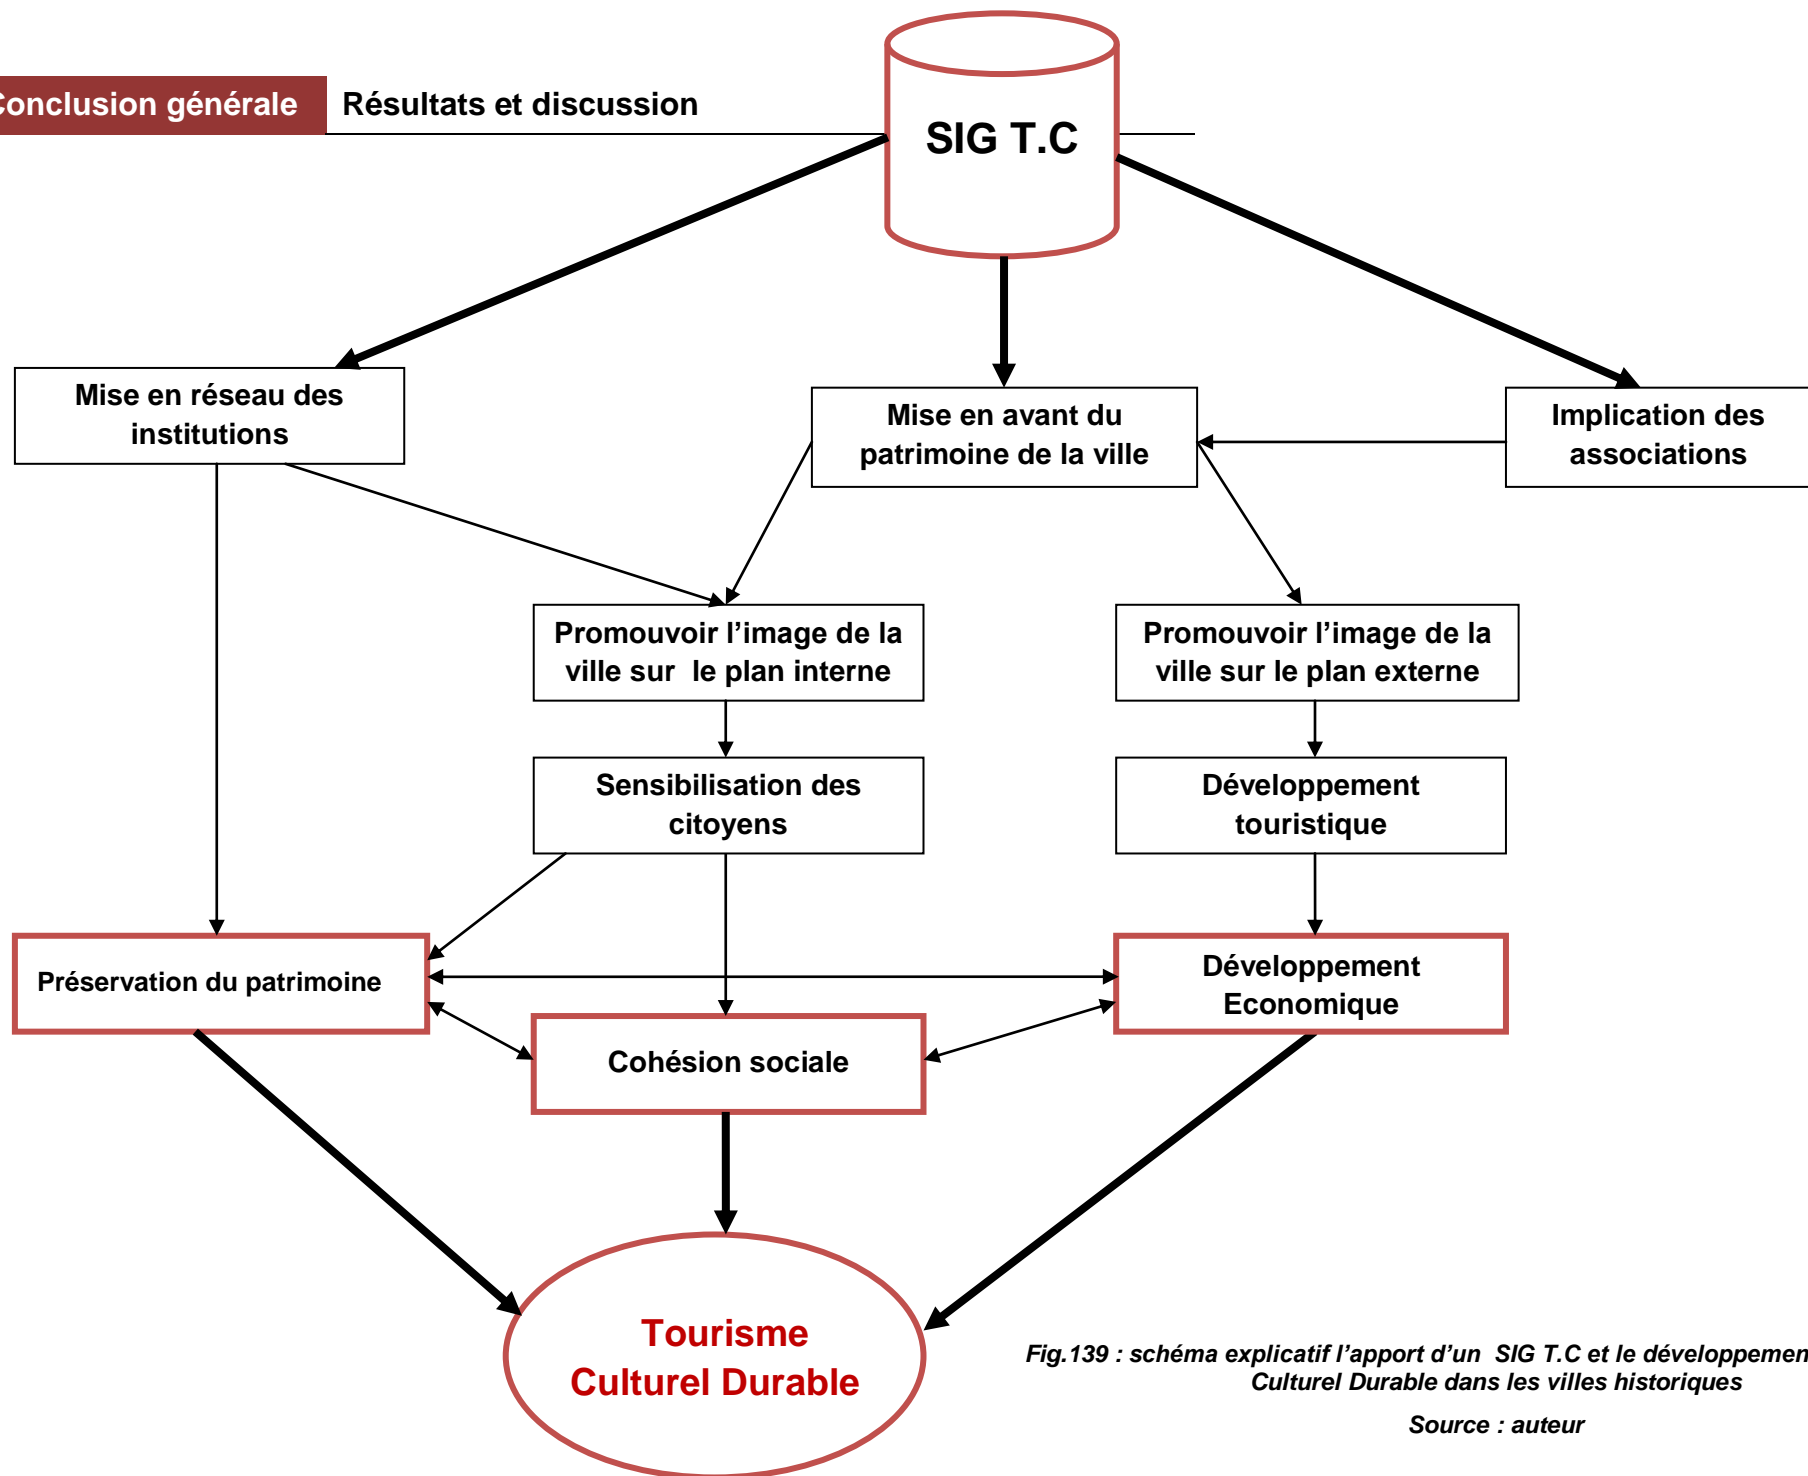 Conclusion générale Résultats et discussion
SIG T.C
Mise en réseau des
institutions
Mise en avant du
patrimoine de la ville
Implication des
associations
Promouvoir l’image de la
ville sur le plan interne
Promouvoir l’image de la
ville sur le plan externe
Sensibilisation des
citoyens
Développement
touristique
Préservation du patrimoine
Développement
Economique
Cohésion sociale
Tourisme
Culturel Durable
Fig.139 : schéma explicatif l’apport d’un SIG T.C et le développemen
Culturel Durable dans les villes historiques
Source : auteur